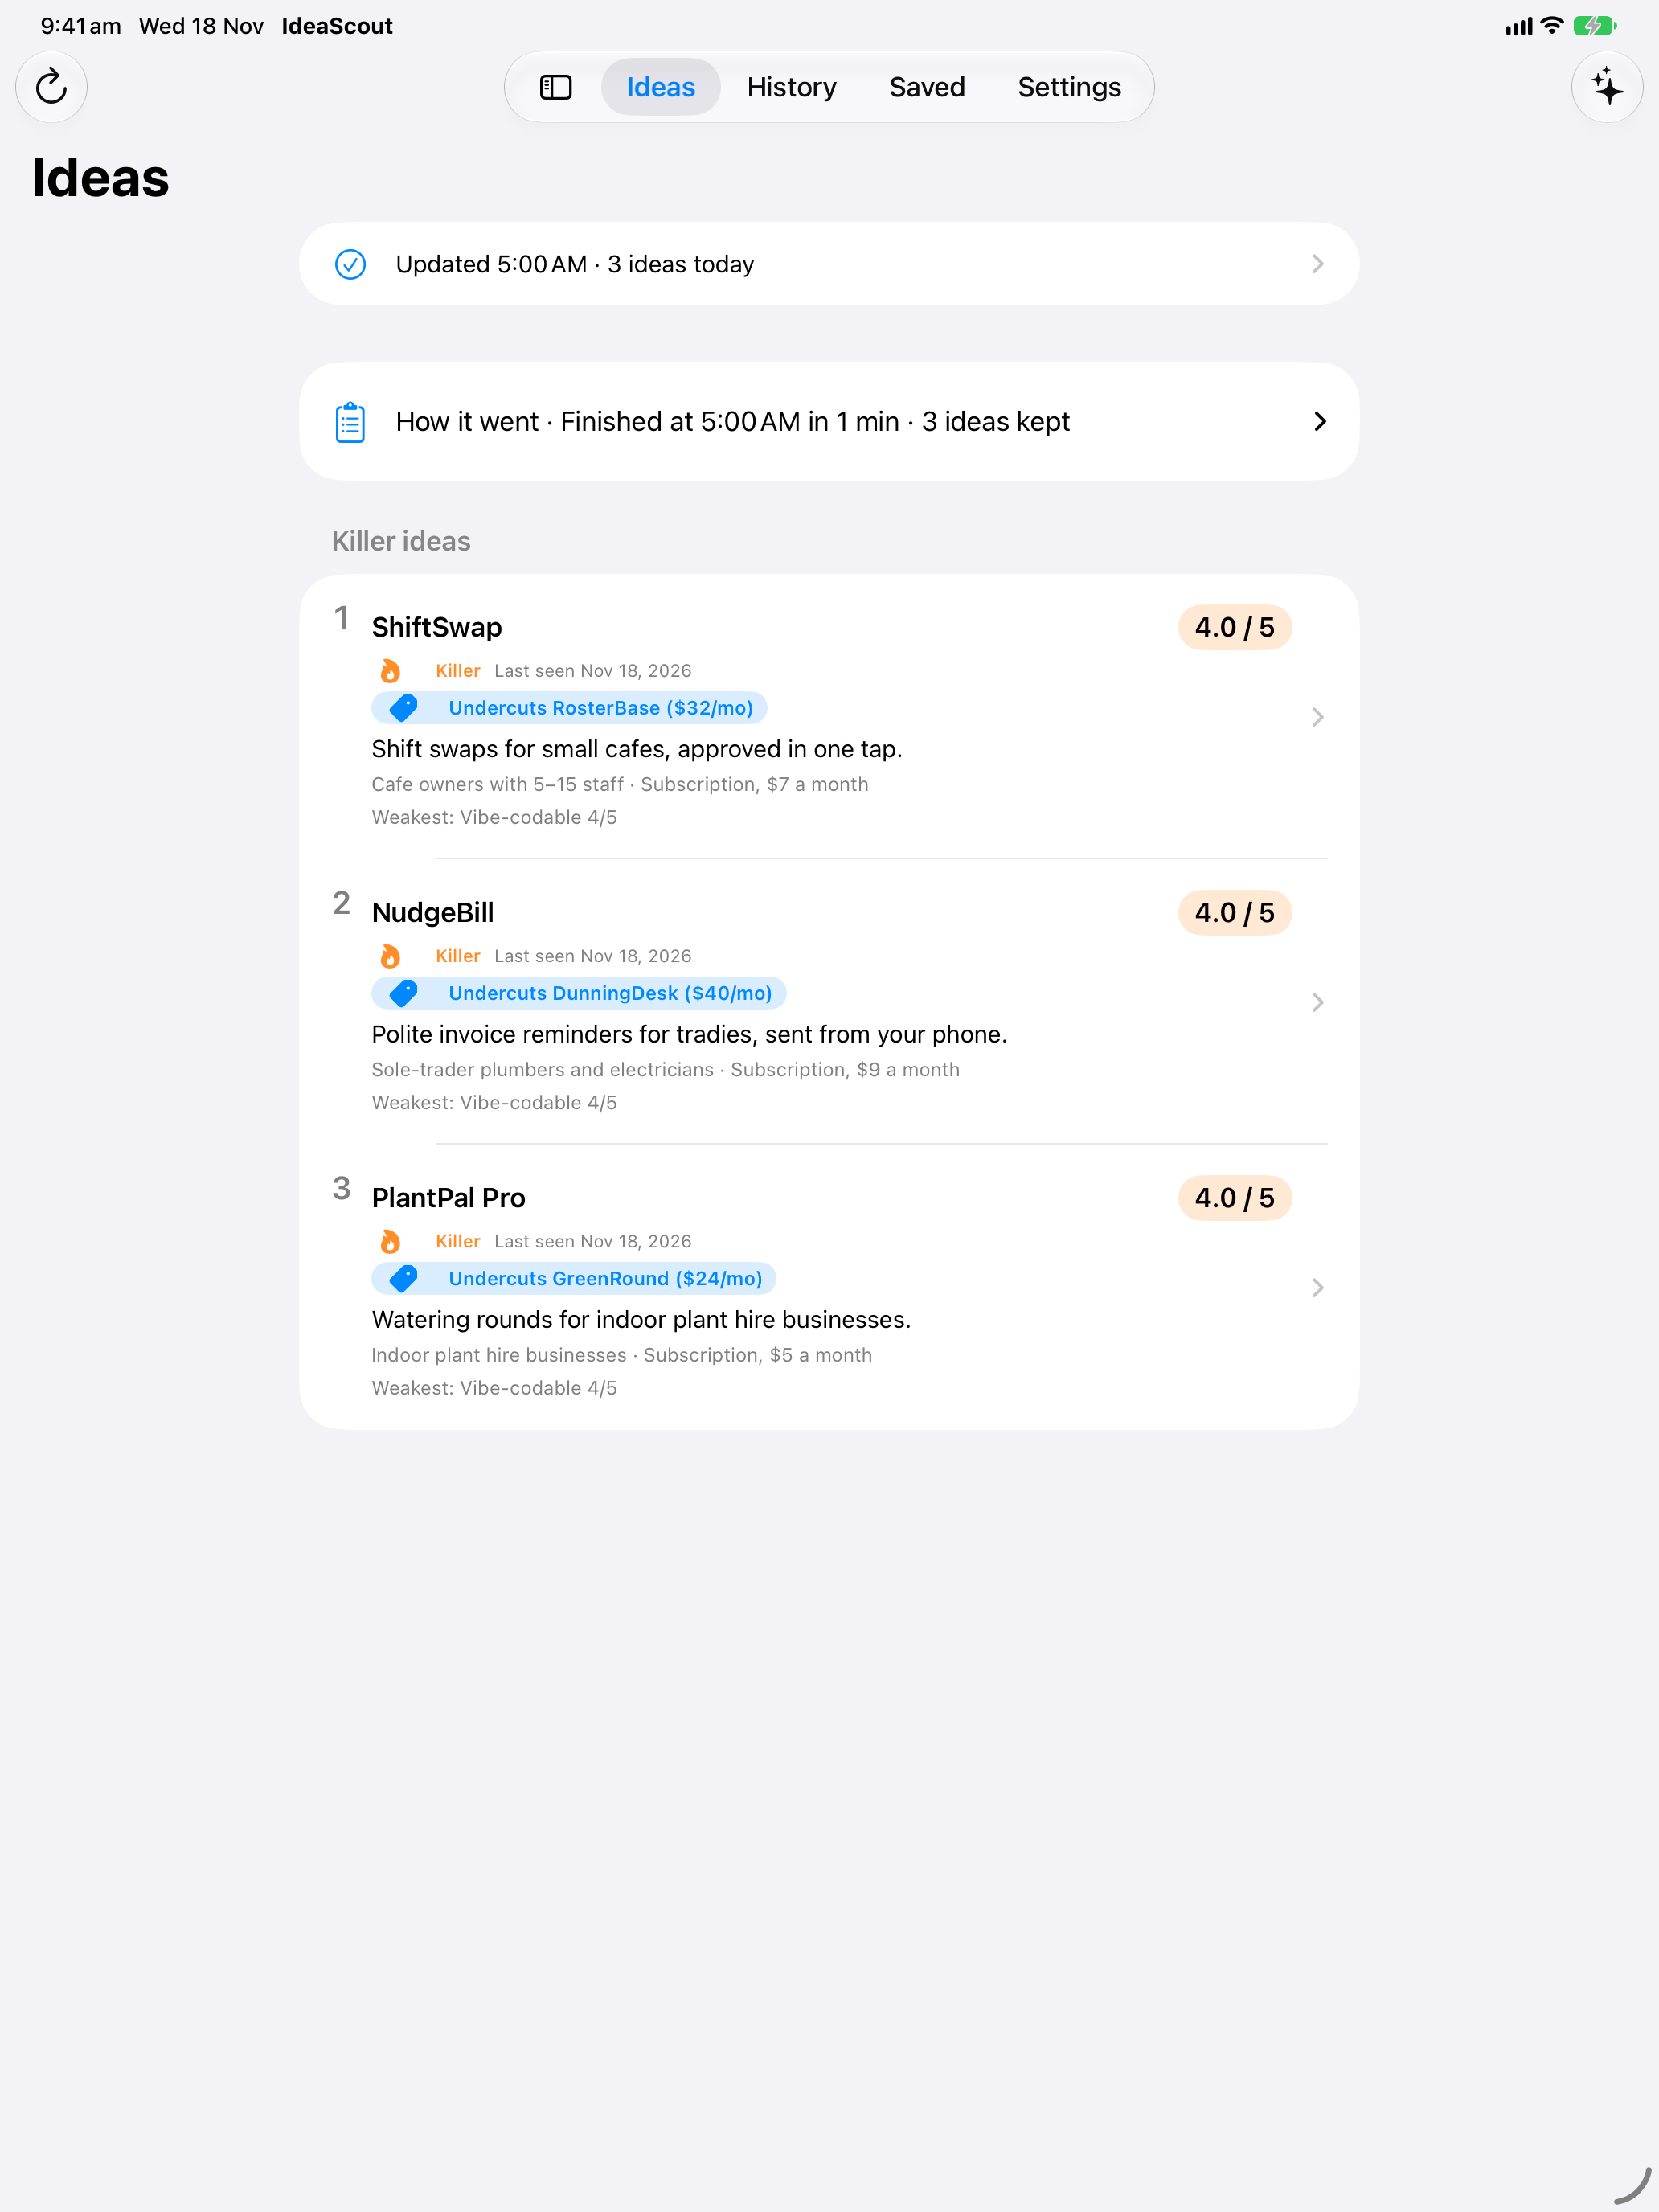 9:41 am Wed 18 Nov IdeaScout
Ideas History Saved Settings
Ideas
Updated 5:00 AM · 3 ideas today
How it went · Finished at 5:00 AM in 1 min · 3 ideas kept
Killer ideas
1 ShiftSwap 4.0 / 5
Killer Last seen Nov 18, 2026
Undercuts RosterBase ($32/mo)
Shift swaps for small cafes, approved in one tap.
Cafe owners with 5–15 staff · Subscription, $7 a month
Weakest: Vibe-codable 4/5
2 NudgeBill 4.0 / 5
Killer Last seen Nov 18, 2026
Undercuts DunningDesk ($40/mo)
Polite invoice reminders for tradies, sent from your phone.
Sole-trader plumbers and electricians · Subscription, $9 a month
Weakest: Vibe-codable 4/5
3 PlantPal Pro 4.0 / 5
Killer Last seen Nov 18, 2026
Undercuts GreenRound ($24/mo)
Watering rounds for indoor plant hire businesses.
Indoor plant hire businesses · Subscription, $5 a month
Weakest: Vibe-codable 4/5